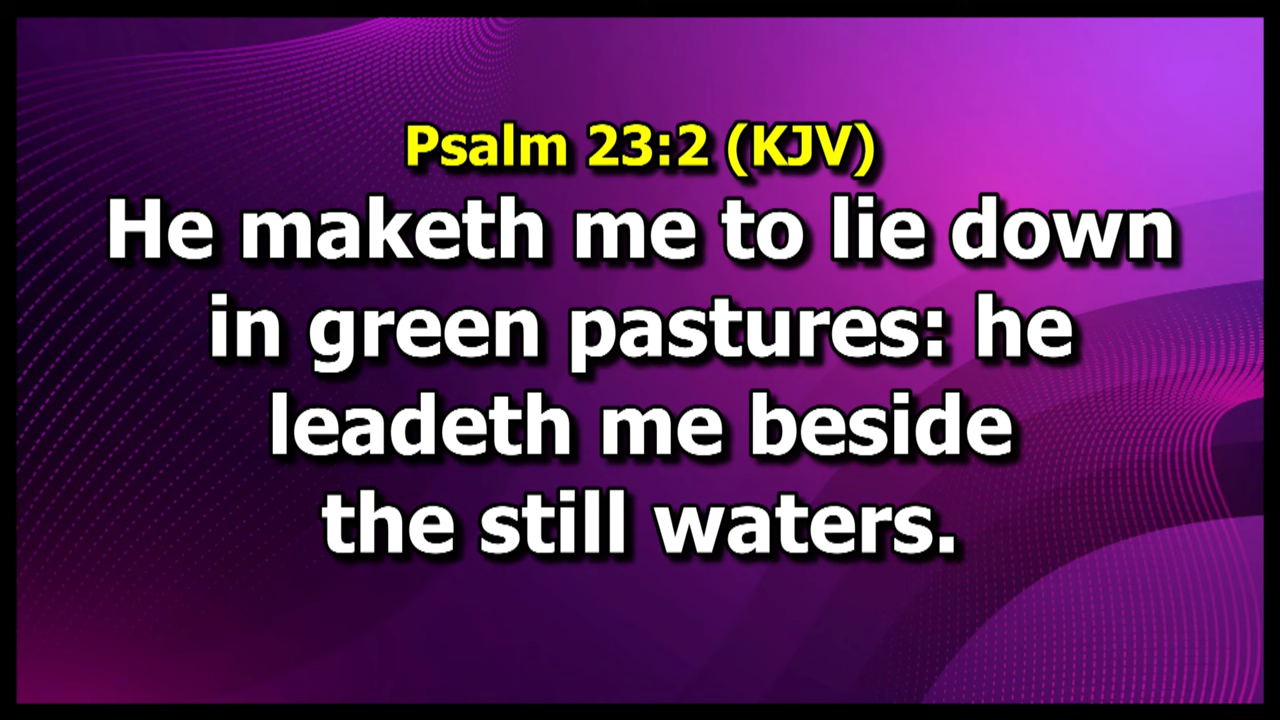 Psalm 23:2 (KJV)
He maketh me to lie down
in green pastures: he
leadeth me beside
the still waters.